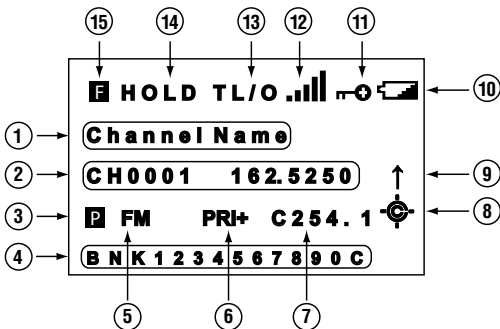 15 14 13 12 11
F HOLD TL/O
10
1 Channel Name
2 CH0001 162.5250 9
3 P FM PRI+ C254.1 C 8
4 BNK1234567890C
5 6 7